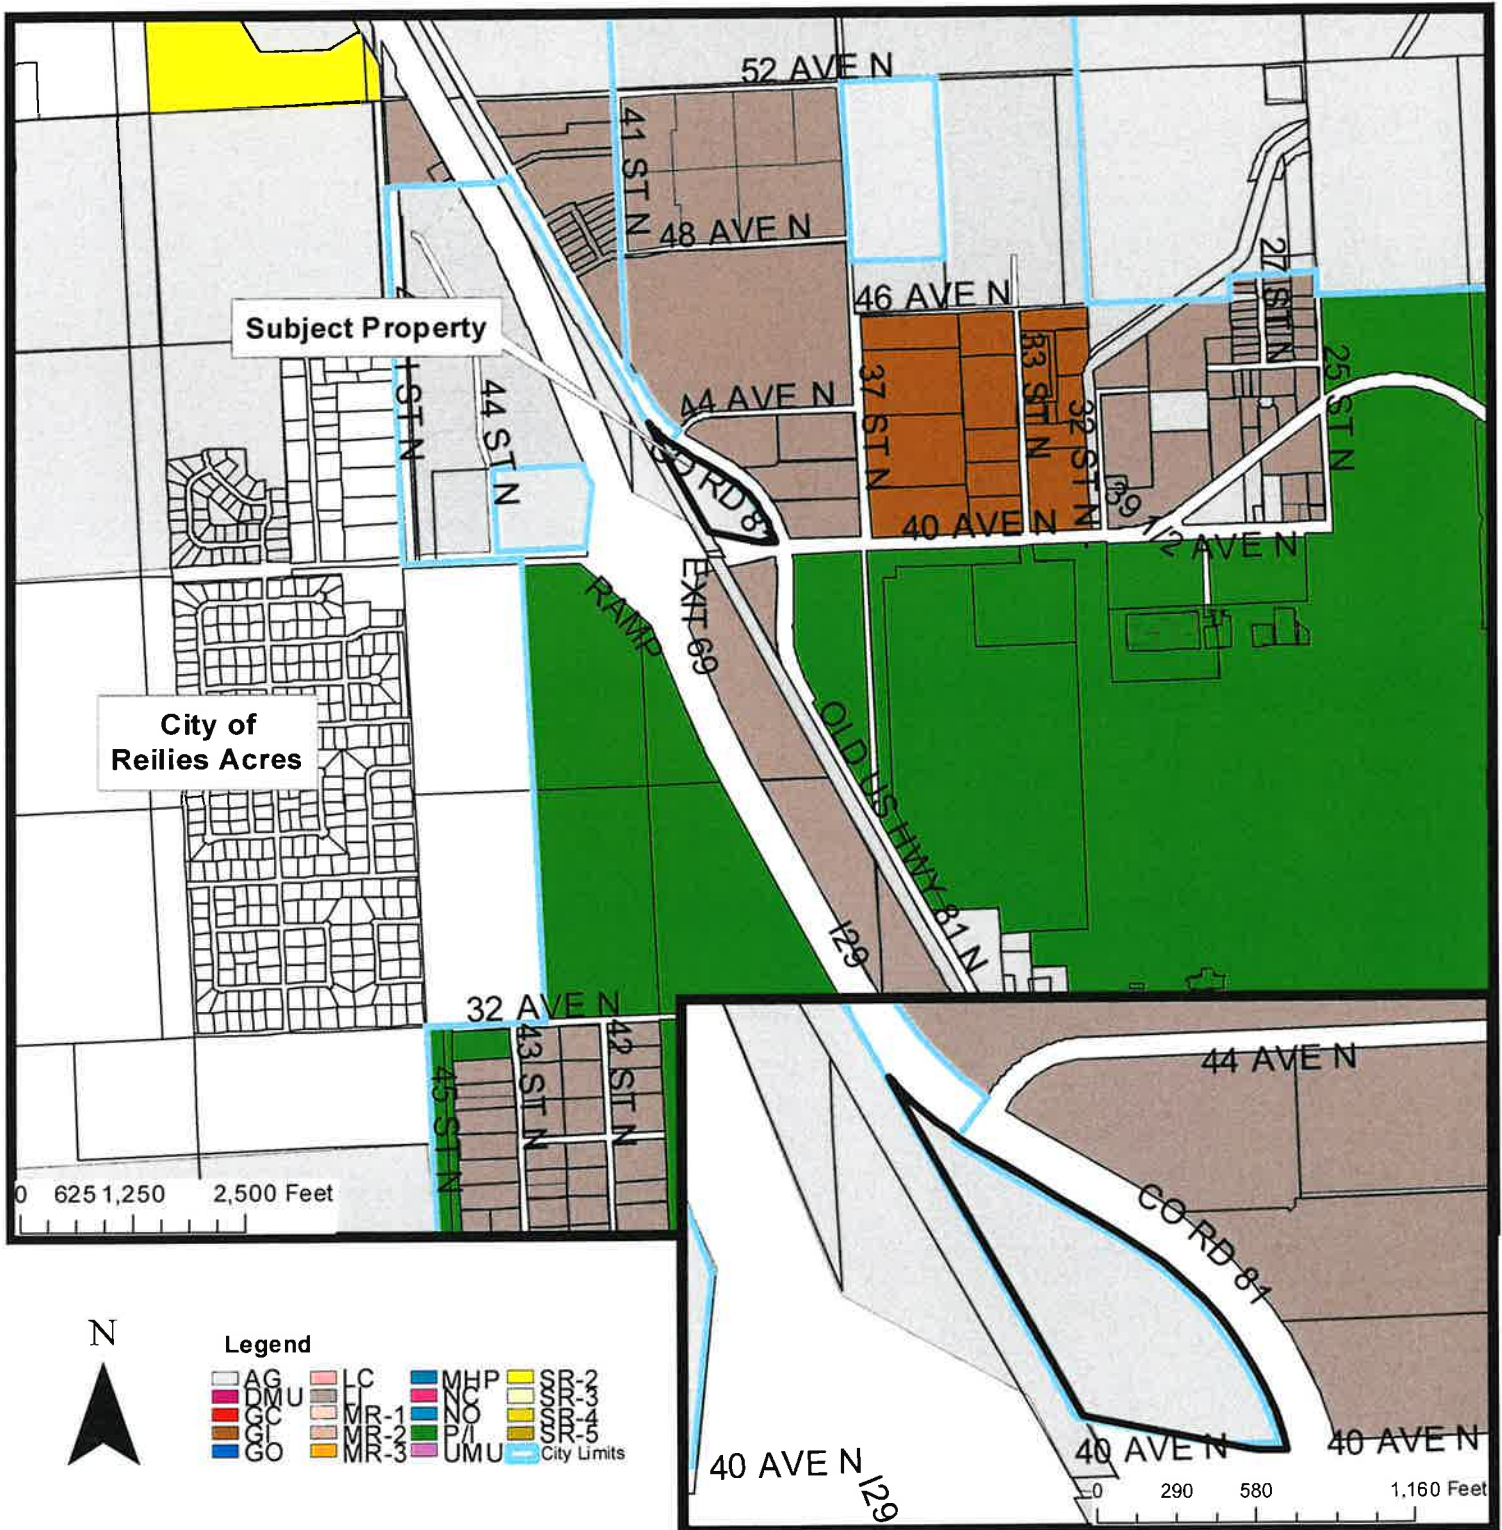 52 AVE N
41 ST N
48 AVE N
27 ST N
46 AVE N
Subject Property
33 ST N
25 ST N
37 ST N
44 AVE N
44 ST N
32 ST N
CO RD 81
40 AVE N
39 1/2 AVE N
EXIT 69
RAMP
City of
Reilies Acres
OLD US HWY 81 N
I29
32 AVE N
43 ST N
42 ST N
45 ST N
0 625 1,250 2,500 Feet
44 AVE N
CO RD 81
40 AVE N
40 AVE N
40 AVE N
I29
0 290 580 1,160 Feet
N
Legend
AG LC MHP SR-2
DMU LI NC SR-3
GC MR-1 NO SR-4
GI MR-2 P/I SR-5
GO MR-3 UMU City Limits